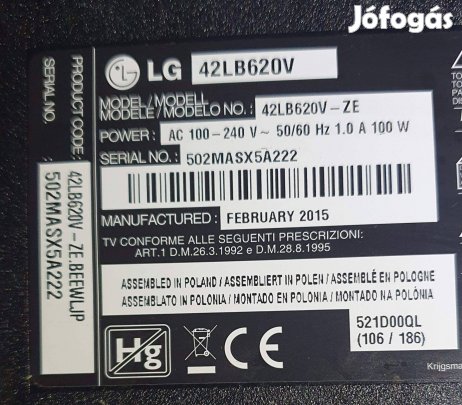 Jófogás
LG 42LB620V
MODEL/MODELL
MODELE/MODELO NO.: 42LB620V-ZE
POWER: AC 100-240 V ~ 50/60 Hz 1.0 A 100 W
SERIAL NO.: 502MASX5A222
MANUFACTURED: FEBRUARY 2015
TV CONFORME ALLE SEGUENTI PRESCRIZIONI:
ART.1 D.M.26.3.1992 e D.M.28.8.1995
ASSEMBLED IN POLAND / ASSEMBLIERT IN POLEN / ASSEMBLÉ EN POLOGNE
ASSEMBLATO IN POLONIA / MONTADO EN POLONIA / MONTADO NA POLÓNIA
Hg
CE
521D00QL
(106 / 186)
Krijgsma
PRODUCT CODE: 42LB620V-ZE.BEEWLJP
SERIAL NO.: 502MASX5A222